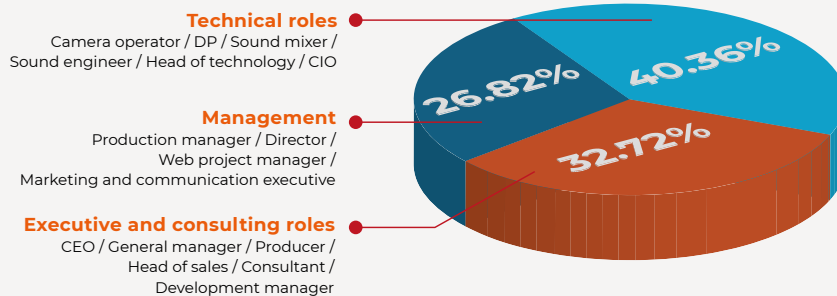 Technical roles
Camera operator / DP / Sound mixer /
Sound engineer / Head of technology / CIO
Management
Production manager / Director /
Web project manager /
Marketing and communication executive
Executive and consulting roles
CEO / General manager / Producer /
Head of sales / Consultant /
Development manager
40.36%
26.82%
32.72%